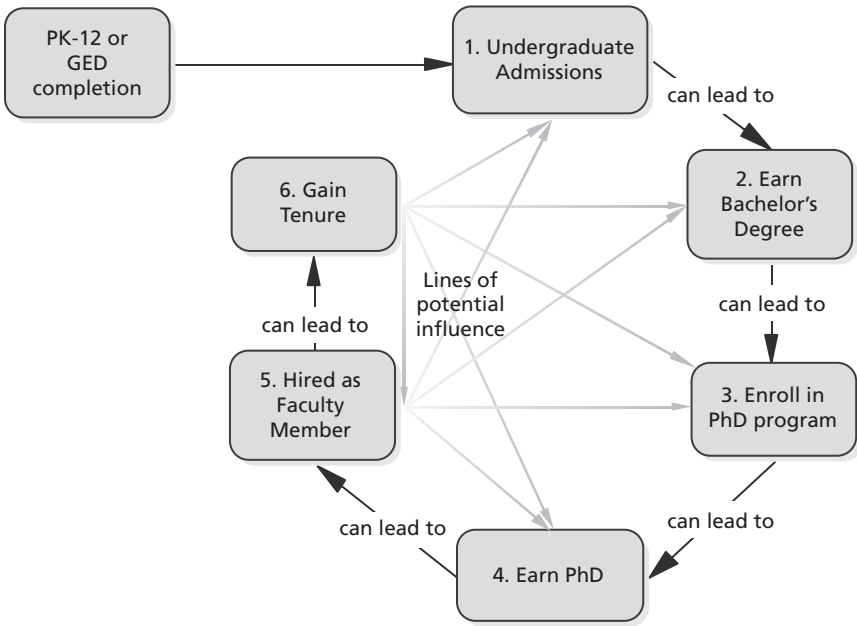 PK-12 or
GED
completion
1. Undergraduate
Admissions
can lead to
2. Earn
Bachelor’s
Degree
can lead to
3. Enroll in
PhD program
can lead to
4. Earn PhD
can lead to
5. Hired as
Faculty
Member
can lead to
6. Gain
Tenure
Lines of
potential
influence